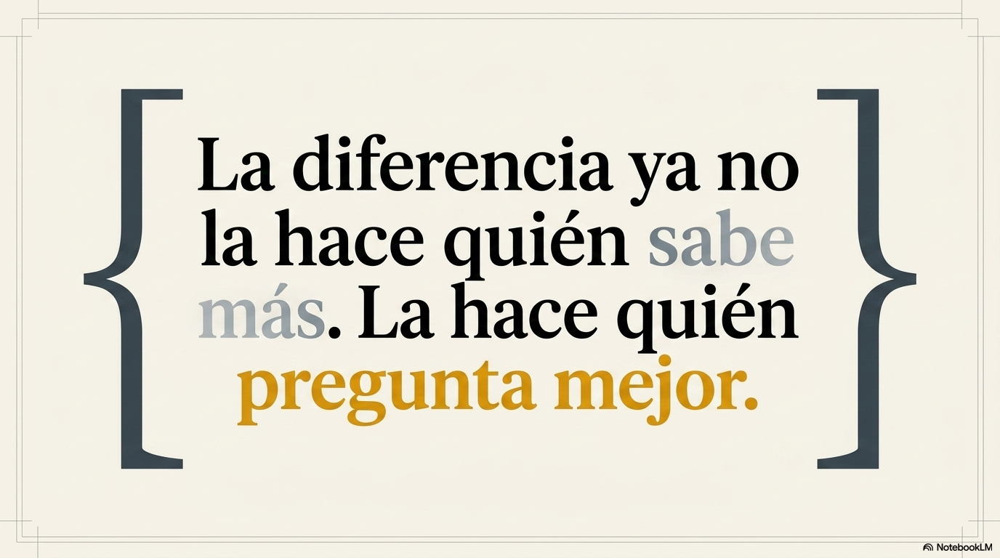 La diferencia ya no
la hace quién sabe
más. La hace quién
pregunta mejor.
NotebookLM